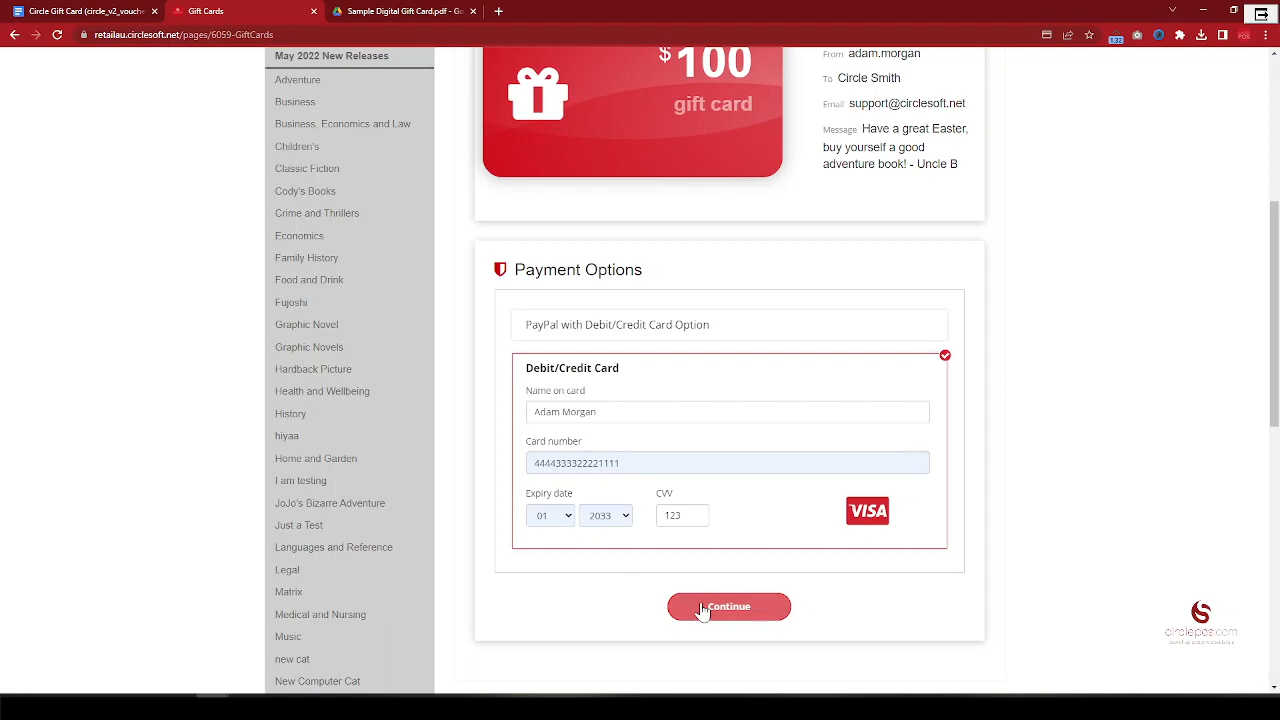 Circle Gift Card (circle_v2_vouche
Gift Cards
Sample Digital Gift Card.pdf - Go
retailau.circlesoft.net/pages/6059-GiftCards
1.32
POS
May 2022 New Releases
Adventure
Business
Business, Economics and Law
Children's
Classic Fiction
Cody's Books
Crime and Thrillers
Economics
Family History
Food and Drink
Fujoshi
Graphic Novel
Graphic Novels
Hardback Picture
Health and Wellbeing
History
hiyaa
Home and Garden
I am testing
JoJo's Bizarre Adventure
Just a Test
Languages and Reference
Legal
Matrix
Medical and Nursing
Music
new cat
New Computer Cat
$100
gift card
From adam.morgan
To Circle Smith
Email support@circlesoft.net
Message Have a great Easter,
buy yourself a good
adventure book! - Uncle B
Payment Options
PayPal with Debit/Credit Card Option
Debit/Credit Card
Name on card
Adam Morgan
Card number
4444333322221111
Expiry date CVV
01 2033 123
VISA
Continue
circlepos.com